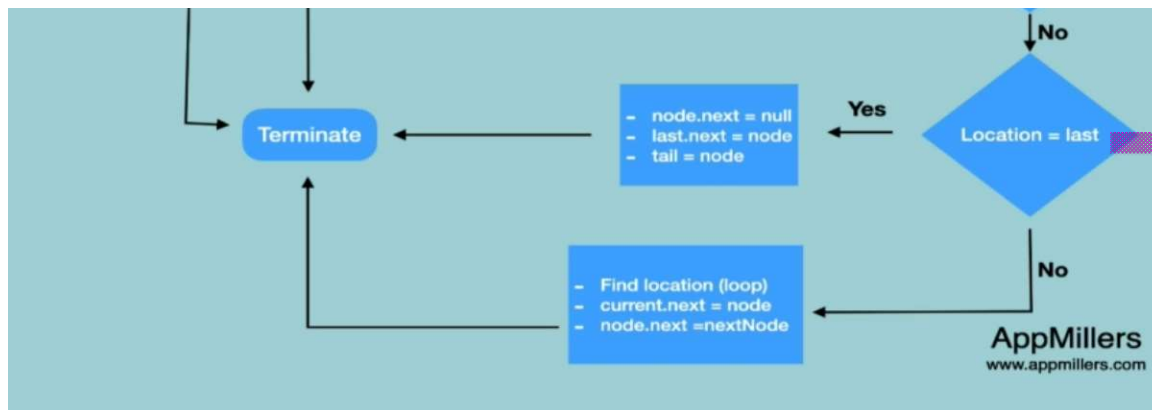 No
Yes
- node.next = null
- last.next = node
- tail = node
Location = last
Terminate
No
- Find location (loop)
- current.next = node
- node.next =nextNode
AppMillers
www.appmillers.com